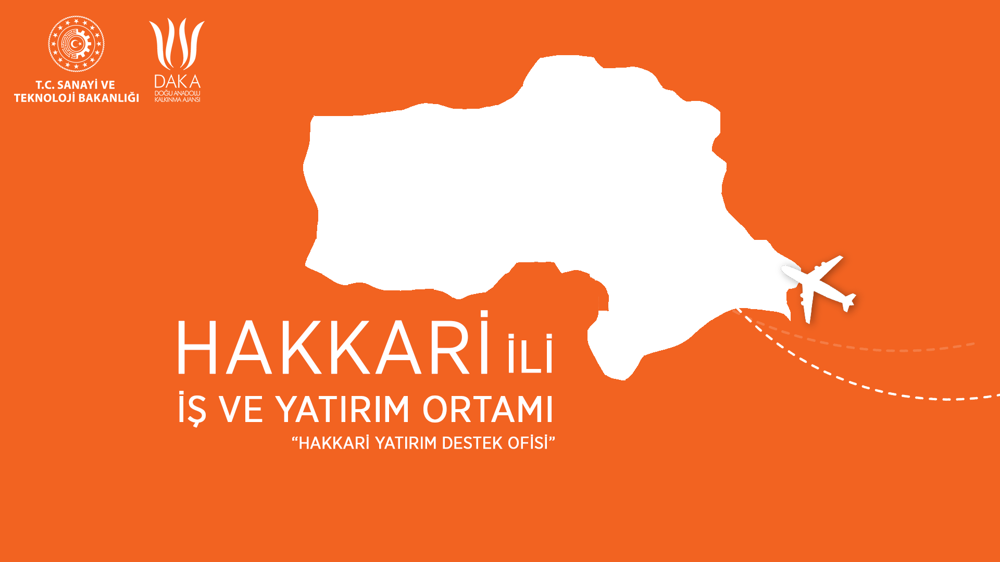 T.C. SANAYİ VE
TEKNOLOJİ BAKANLIĞI
DAKA
DOĞU ANADOLU
KALKINMA AJANSI
HAKKARİ İLİ
İŞ VE YATIRIM ORTAMI
“HAKKARİ YATIRIM DESTEK OFİSİ”